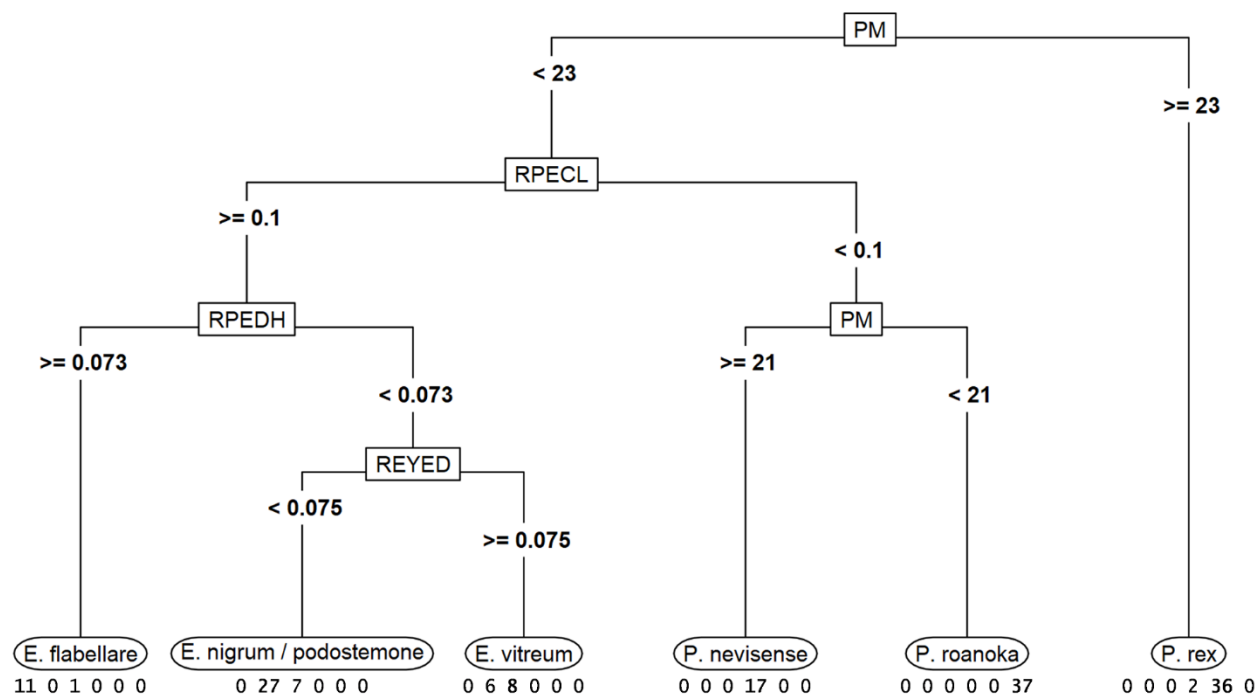 PM
< 23
>= 23
RPECL
>= 0.1
< 0.1
RPEDH
PM
>= 0.073
>= 21
< 0.073
< 21
REYED
< 0.075
>= 0.075
E. flabellare
E. nigrum / podostemone
E. vitreum
P. nevisense
P. roanoka
P. rex
11 0 1 0 0 0
0 27 7 0 0 0
0 6 8 0 0 0
0 0 0 17 0 0
0 0 0 0 0 37
0 0 0 2 36 0